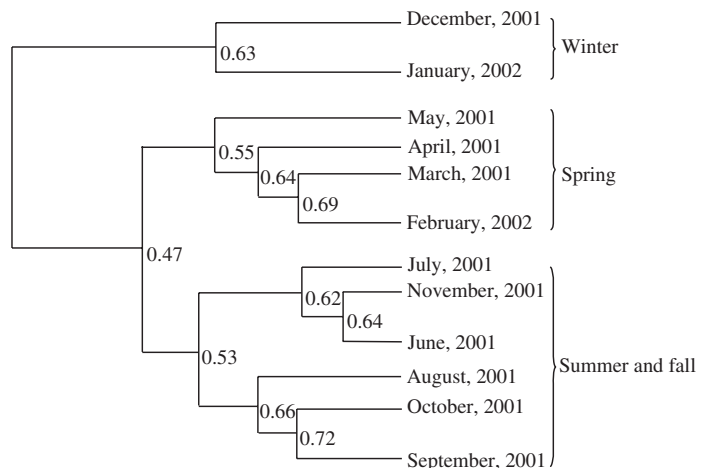 December, 2001
0.63
Winter
January, 2002
May, 2001
0.55
April, 2001
0.64
March, 2001
Spring
0.69
February, 2002
0.47
July, 2001
0.62
November, 2001
0.64
June, 2001
0.53
Summer and fall
August, 2001
0.66
October, 2001
0.72
September, 2001